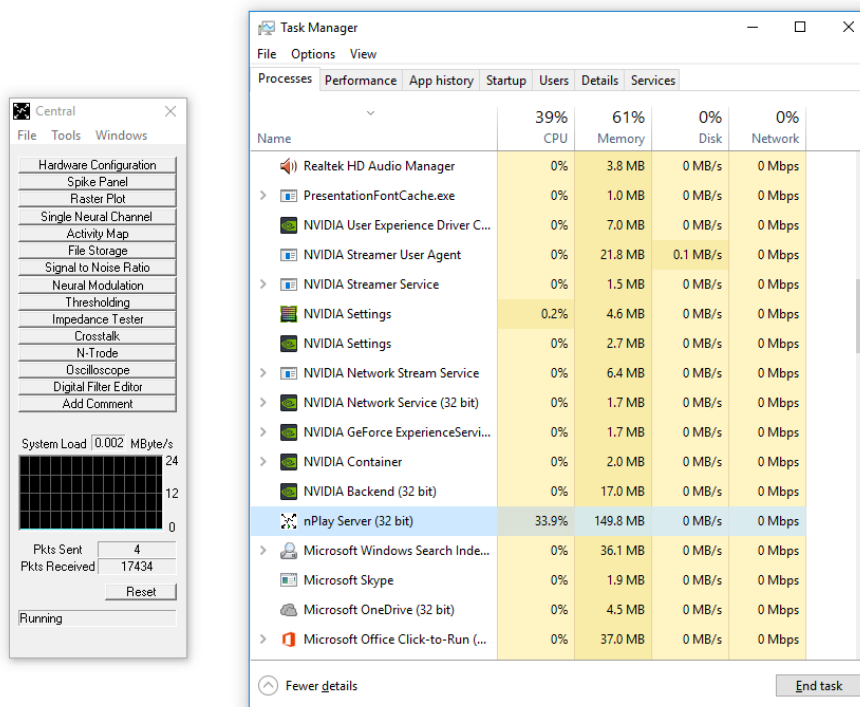 Central
File Tools Windows
Hardware Configuration
Spike Panel
Raster Plot
Single Neural Channel
Activity Map
File Storage
Signal to Noise Ratio
Neural Modulation
Thresholding
Impedance Tester
Crosstalk
N-Trode
Oscilloscope
Digital Filter Editor
Add Comment
System Load 0.002 MByte/s
24
12
0
Pkts Sent 4
Pkts Received 17434
Reset
Running
Task Manager
File Options View
Processes Performance App history Startup Users Details Services
39% 61% 0% 0%
Name CPU Memory Disk Network
Realtek HD Audio Manager 0% 3.8 MB 0 MB/s 0 Mbps
PresentationFontCache.exe 0% 1.0 MB 0 MB/s 0 Mbps
NVIDIA User Experience Driver C... 0% 7.0 MB 0 MB/s 0 Mbps
NVIDIA Streamer User Agent 0% 21.8 MB 0.1 MB/s 0 Mbps
NVIDIA Streamer Service 0% 1.5 MB 0 MB/s 0 Mbps
NVIDIA Settings 0.2% 4.6 MB 0 MB/s 0 Mbps
NVIDIA Settings 0% 2.7 MB 0 MB/s 0 Mbps
NVIDIA Network Stream Service 0% 6.4 MB 0 MB/s 0 Mbps
NVIDIA Network Service (32 bit) 0% 1.7 MB 0 MB/s 0 Mbps
NVIDIA GeForce ExperienceServi... 0% 1.7 MB 0 MB/s 0 Mbps
NVIDIA Container 0% 2.0 MB 0 MB/s 0 Mbps
NVIDIA Backend (32 bit) 0% 17.0 MB 0 MB/s 0 Mbps
nPlay Server (32 bit) 33.9% 149.8 MB 0 MB/s 0 Mbps
Microsoft Windows Search Inde... 0% 36.1 MB 0 MB/s 0 Mbps
Microsoft Skype 0% 1.9 MB 0 MB/s 0 Mbps
Microsoft OneDrive (32 bit) 0% 4.5 MB 0 MB/s 0 Mbps
Microsoft Office Click-to-Run (... 0% 37.0 MB 0 MB/s 0 Mbps
Fewer details
End task